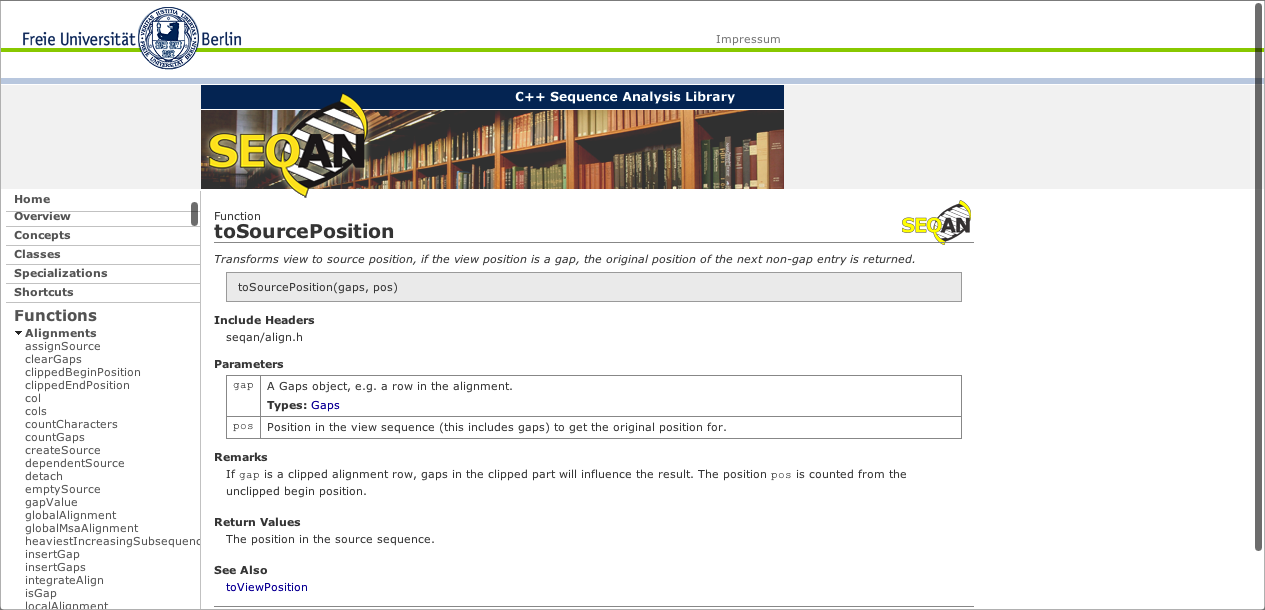 Freie Universität Berlin
Impressum
C++ Sequence Analysis Library
SEQAN
Home
Overview
Concepts
Classes
Specializations
Shortcuts
Functions
Alignments
assignSource
clearGaps
clippedBeginPosition
clippedEndPosition
col
cols
countCharacters
countGaps
createSource
dependentSource
detach
emptySource
gapValue
globalAlignment
globalMsaAlignment
heaviestIncreasingSubsequenc
insertGap
insertGaps
integrateAlign
isGap
localAlignment
Function
toSourcePosition
SEQAN
Transforms view to source position, if the view position is a gap, the original position of the next non-gap entry is returned.
toSourcePosition(gaps, pos)
Include Headers
seqan/align.h
Parameters
gap A Gaps object, e.g. a row in the alignment.
Types: Gaps
pos Position in the view sequence (this includes gaps) to get the original position for.
Remarks
If gap is a clipped alignment row, gaps in the clipped part will influence the result. The position pos is counted from the
unclipped begin position.
Return Values
The position in the source sequence.
See Also
toViewPosition